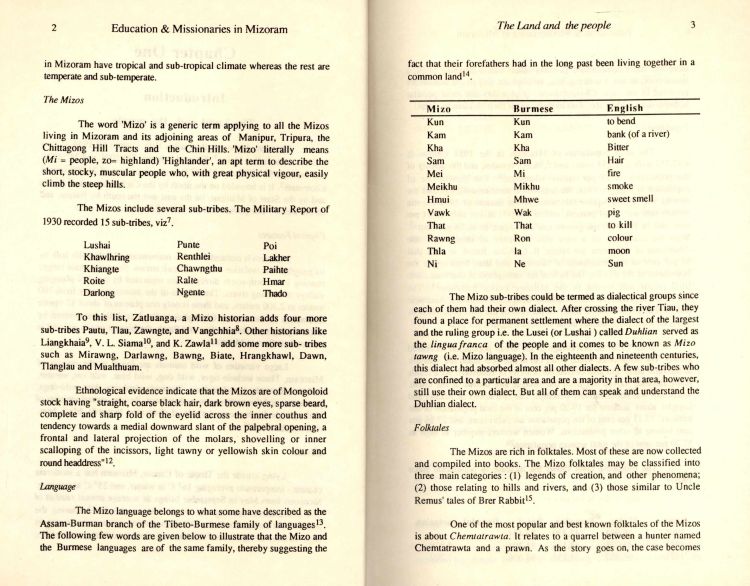 2 Education & Missionaries in Mizoram
in Mizoram have tropical and sub-tropical climate whereas the rest are
temperate and sub-temperate.
The Mizos
The word 'Mizo' is a generic term applying to all the Mizos
living in Mizoram and its adjoining areas of Manipur, Tripura, the
Chittagong Hill Tracts and the Chin Hills. 'Mizo' literally means
(Mi = people, zo= highland) 'Highlander', an apt term to describe the
short, stocky, muscular people who, with great physical vigour, easily
climb the steep hills.
The Mizos include several sub-tribes. The Military Report of
1930 recorded 15 sub-tribes, viz7.
Lushai Punte Poi
Khawlhring Renthlei Lakher
Khiangte Chawngthu Paihte
Roite Ralte Hmar
Darlong Ngente Thado
To this list, Zatluanga, a Mizo historian adds four more
sub-tribes Pautu, Tlau, Zawngte, and Vangchhia8. Other historians like
Liangkhaia9, V. L. Siama10, and K. Zawla11 add some more sub- tribes
such as Mirawng, Darlawng, Bawng, Biate, Hrangkhawl, Dawn,
Tlanglau and Mualthuam.
Ethnological evidence indicate that the Mizos are of Mongoloid
stock having "straight, coarse black hair, dark brown eyes, sparse beard,
complete and sharp fold of the eyelid across the inner couthus and
tendency towards a medial downward slant of the palpebral opening, a
frontal and lateral projection of the molars, shovelling or inner
scalloping of the incissors, light tawny or yellowish skin colour and
round headdress"12.
Language
The Mizo language belongs to what some have described as the
Assam-Burman branch of the Tibeto-Burmese family of languages13.
The following few words are given below to illustrate that the Mizo and
the Burmese languages are of the same family, thereby suggesting the
The Land and the people 3
fact that their forefathers had in the long past been living together in a
common land14.
Mizo Burmese English
Kun Kun to bend
Kam Kam bank (of a river)
Kha Kha Bitter
Sam Sam Hair
Mei Mi fire
Meikhu Mikhu smoke
Hmui Mhwe sweet smell
Vawk Wak pig
That That to kill
Rawng Ron colour
Thla la moon
Ni Ne Sun
The Mizo sub-tribes could be termed as dialectical groups since
each of them had their own dialect. After crossing the river Tiau, they
found a place for permanent settlement where the dialect of the largest
and the ruling group i.e. the Lusei (or Lushai ) called Duhlian served as
the lingua franca of the people and it comes to be known as Mizo
tawng (i.e. Mizo language). In the eighteenth and nineteenth centuries,
this dialect had absorbed almost all other dialects. A few sub-tribes who
are confined to a particular area and are a majority in that area, however,
still use their own dialect. But all of them can speak and understand the
Duhlian dialect.
Folktales
The Mizos are rich in folktales. Most of these are now collected
and compiled into books. The Mizo folktales may be classified into
three main categories : (1) legends of creation, and other phenomena;
(2) those relating to hills and rivers, and (3) those similar to Uncle
Remus' tales of Brer Rabbit15.
One of the most popular and best known folktales of the Mizos
is about Chemtatrawta. It relates to a quarrel between a hunter named
Chemtatrawta and a prawn. As the story goes on, the case becomes